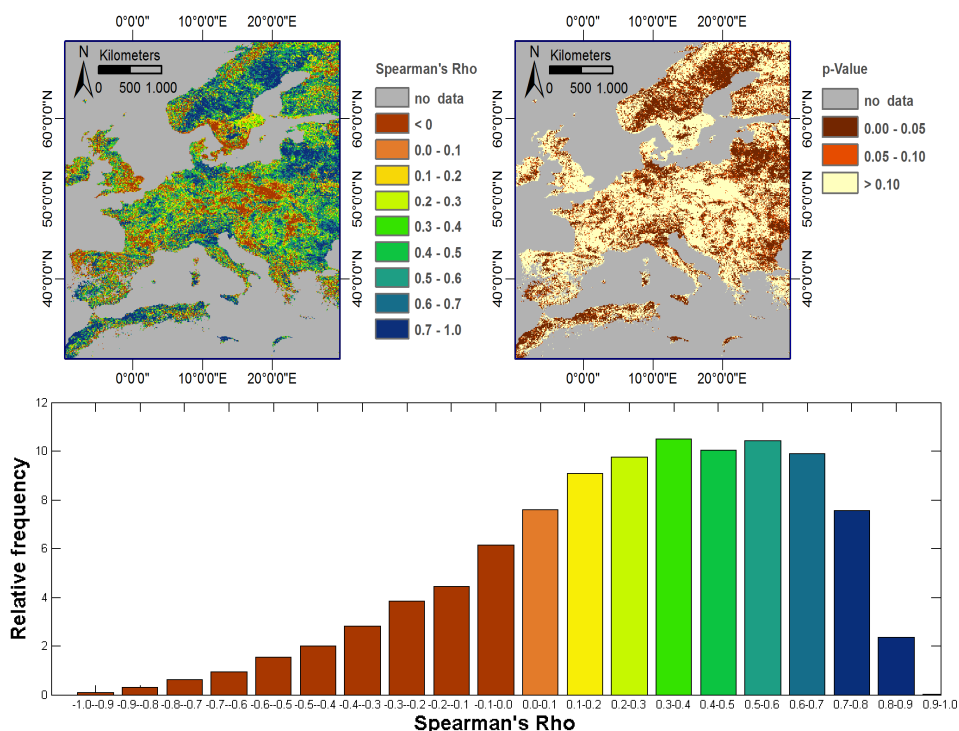 0°0'0" 10°0'0"E 20°0'0"E
0°0'0" 10°0'0"E 20°0'0"E
N
Kilometers
0 500 1.000
60°0'0"N
50°0'0"N
40°0'0"N
Spearman's Rho
no data
< 0
0.0 - 0.1
0.1 - 0.2
0.2 - 0.3
0.3 - 0.4
0.4 - 0.5
0.5 - 0.6
0.6 - 0.7
0.7 - 1.0
0°0'0" 10°0'0"E 20°0'0"E
N
Kilometers
0 500 1.000
60°0'0"N
50°0'0"N
40°0'0"N
p-Value
no data
0.00 - 0.05
0.05 - 0.10
> 0.10
0°0'0" 10°0'0"E 20°0'0"E
12
10
8
6
4
2
0
Relative frequency
-1.0--0.9 -0.9--0.8 -0.8--0.7 -0.7--0.6 -0.6--0.5 -0.5--0.4 -0.4--0.3 -0.3--0.2 -0.2--0.1 -0.1-0.0 0.0-0.1 0.1-0.2 0.2-0.3 0.3-0.4 0.4-0.5 0.5-0.6 0.6-0.7 0.7-0.8 0.8-0.9 0.9-1.0
Spearman's Rho